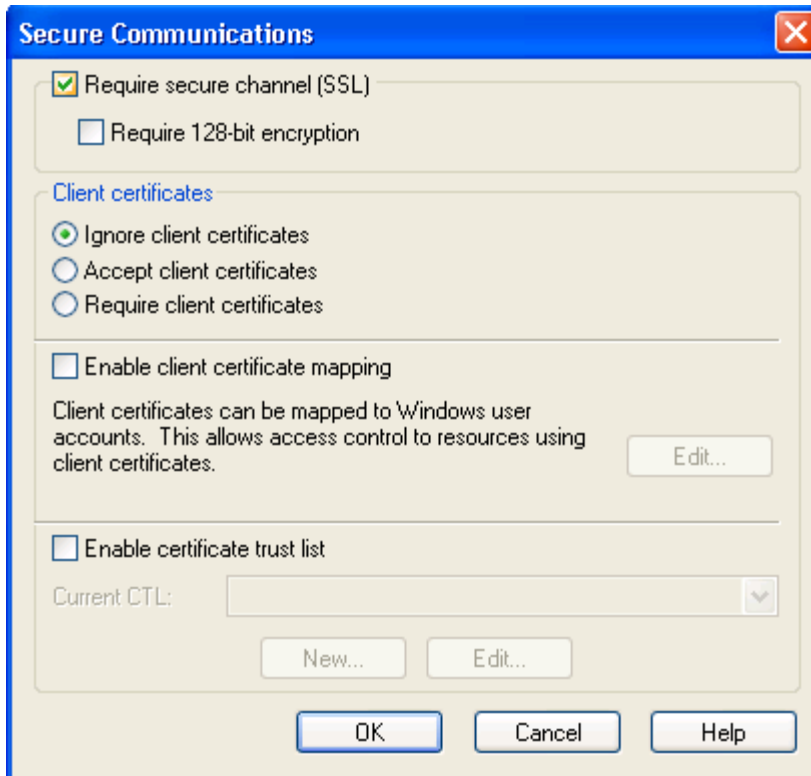 Secure Communications
Require secure channel (SSL)
Require 128-bit encryption
Client certificates
Ignore client certificates
Accept client certificates
Require client certificates
Enable client certificate mapping
Client certificates can be mapped to Windows user
accounts. This allows access control to resources using
client certificates.
Edit...
Enable certificate trust list
Current CTL:
New... Edit...
OK Cancel Help